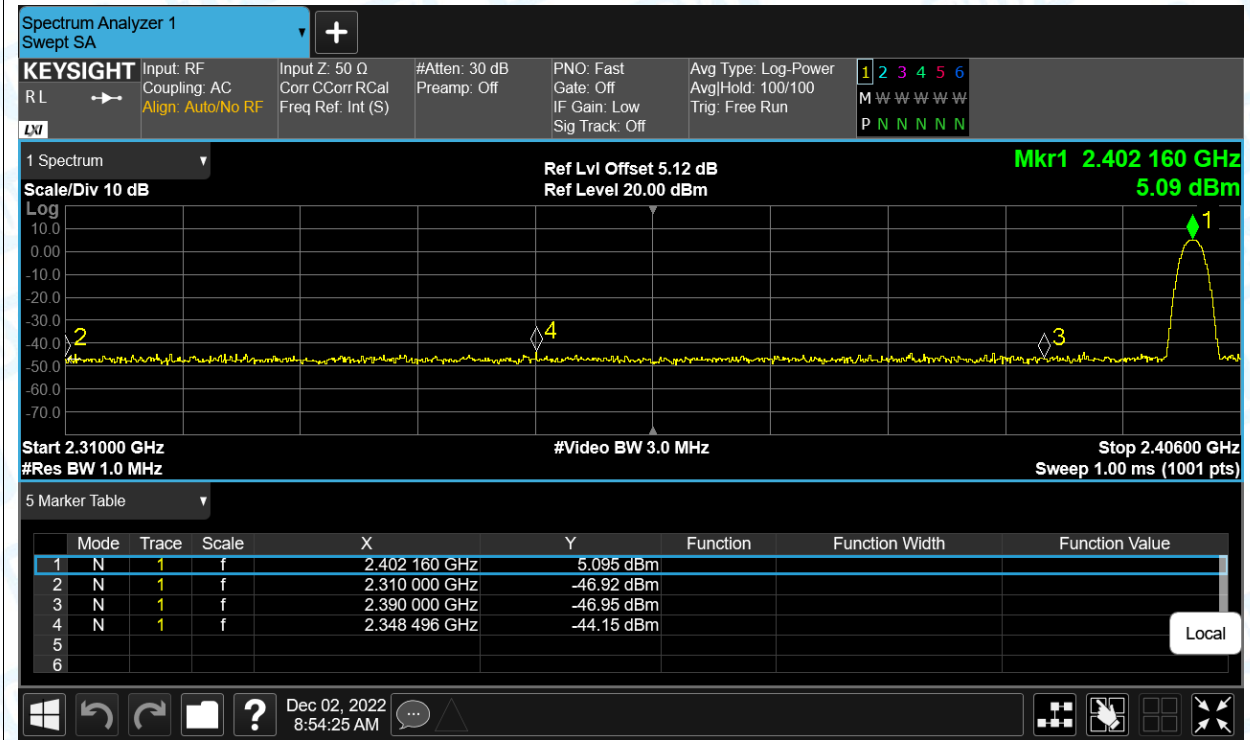 Spectrum Analyzer 1
Swept SA
KEYSIGHT
R L
LXI
Input: RF
Coupling: AC
Align: Auto/No RF
Input Z: 50 Ω
Corr CCorr RCal
Freq Ref: Int (S)
#Atten: 30 dB
Preamp: Off
PNO: Fast
Gate: Off
IF Gain: Low
Sig Track: Off
Avg Type: Log-Power
Avg|Hold: 100/100
Trig: Free Run
1 2 3 4 5 6
M W W W W W
P N N N N N
1 Spectrum
Scale/Div 10 dB
Ref Lvl Offset 5.12 dB
Ref Level 20.00 dBm
Mkr1 2.402 160 GHz
5.09 dBm
Log
10.0
0.00
-10.0
-20.0
-30.0
-40.0
-50.0
-60.0
-70.0
1
2
4
3
Start 2.31000 GHz
#Video BW 3.0 MHz
Stop 2.40600 GHz
#Res BW 1.0 MHz
Sweep 1.00 ms (1001 pts)
5 Marker Table
Mode Trace Scale X Y Function Function Width Function Value
1 N 1 f 2.402 160 GHz 5.095 dBm
2 N 1 f 2.310 000 GHz -46.92 dBm
3 N 1 f 2.390 000 GHz -46.95 dBm
4 N 1 f 2.348 496 GHz -44.15 dBm
5
6
Local
?
Dec 02, 2022
8:54:25 AM